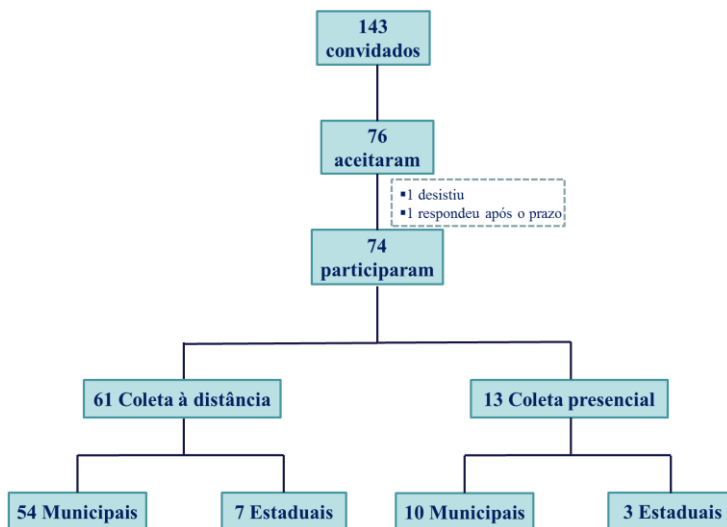 143
convidados
76
aceitaram
▪1 desistiu
▪1 respondeu após o prazo
74
participaram
61 Coleta à distância
13 Coleta presencial
54 Municipais
7 Estaduais
10 Municipais
3 Estaduais